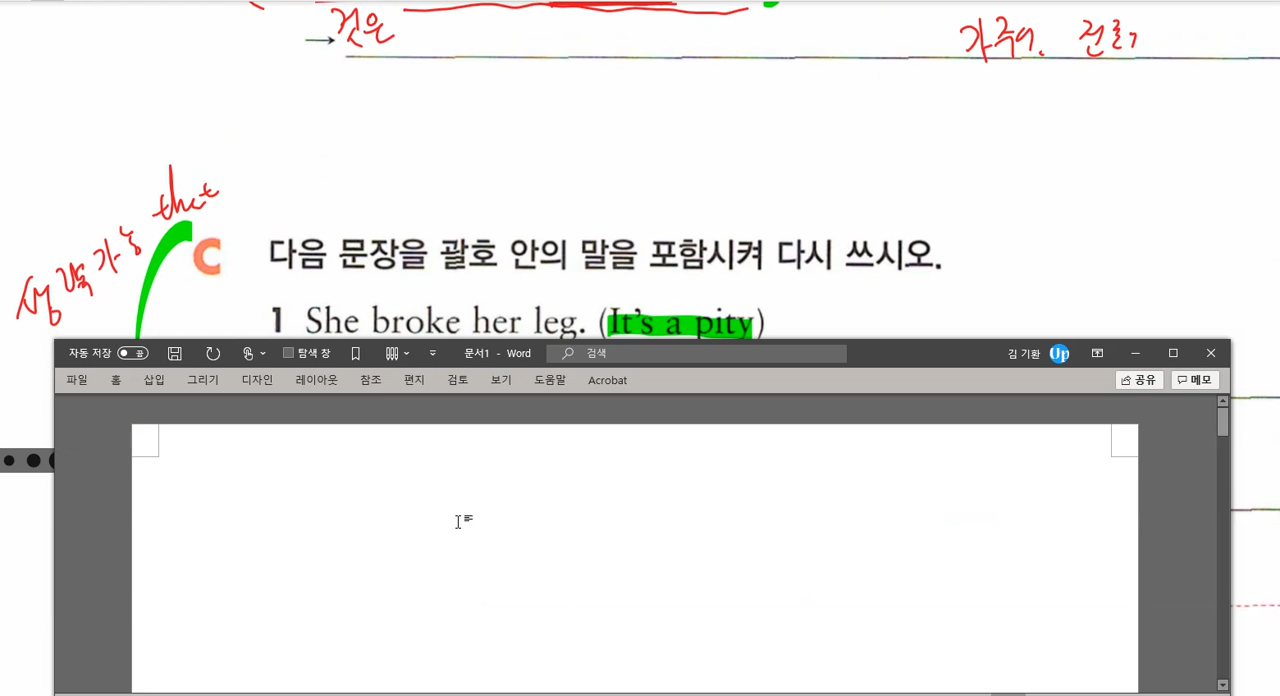 → 것은
가주어. 진주어
that
생략가능
C 다음 문장을 괄호 안의 말을 포함시켜 다시 쓰시오.
1 She broke her leg. (It's a pity)
자동 저장 끔 탐색 창 문서1 - Word 검색 김 기환 Up
파일 홈 삽입 그리기 디자인 레이아웃 참조 편지 검토 보기 도움말 Acrobat 공유 메모